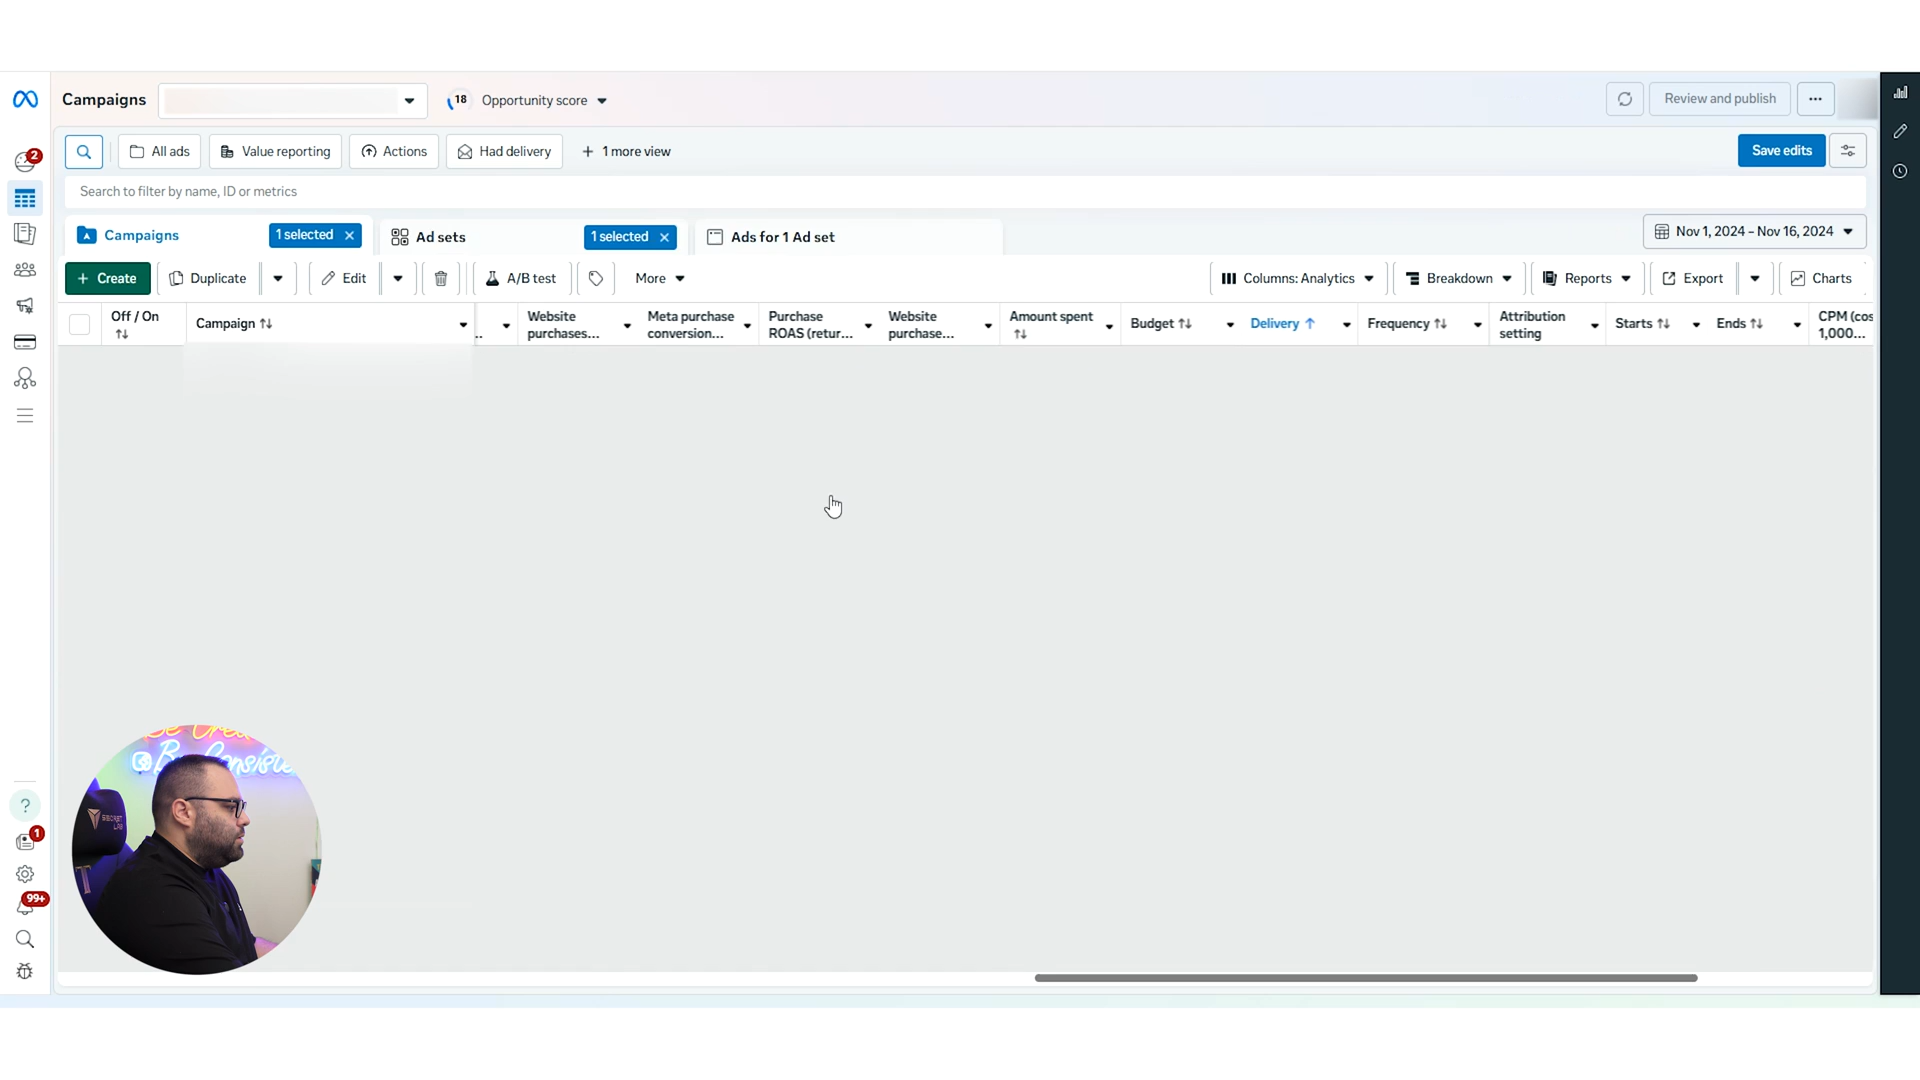 Campaigns
18 Opportunity score
Review and publish
2
All ads
Value reporting
Actions
Had delivery
+ 1 more view
Save edits
Search to filter by name, ID or metrics
Campaigns
1 selected
Ad sets
1 selected
Ads for 1 Ad set
Nov 1, 2024 – Nov 16, 2024
+ Create
Duplicate
Edit
A/B test
More
Columns: Analytics
Breakdown
Reports
Export
Charts
Off / On
Campaign
Website purchases...
Meta purchase conversion...
Purchase ROAS (retur...
Website purchase...
Amount spent
Budget
Delivery
Frequency
Attribution setting
Starts
Ends
CPM (cos 1,000...
?
1
99+
SECRET LAB